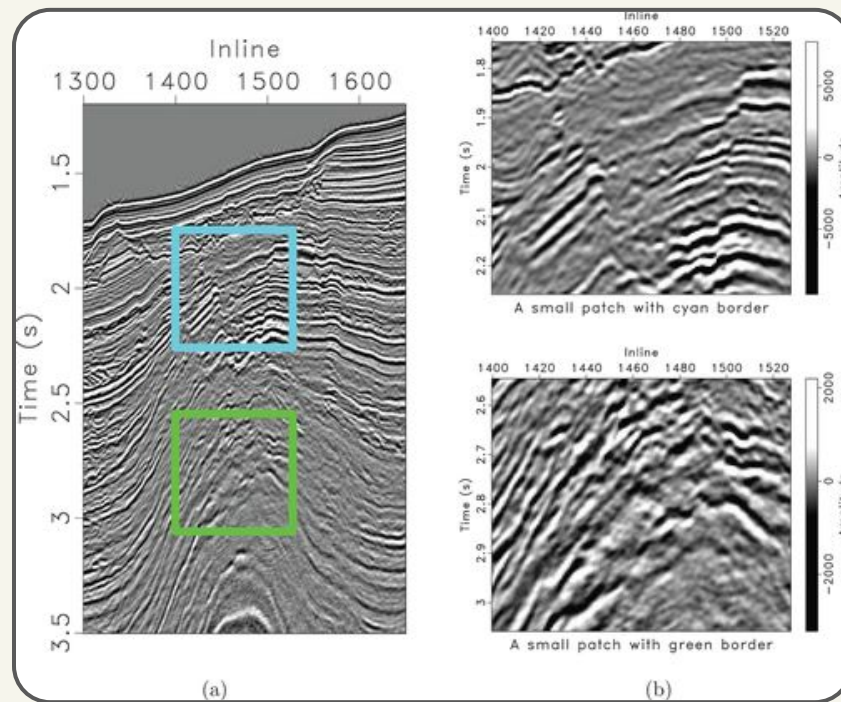 Inline
1300 1400 1500 1600
Time (s)
1.5
2
2.5
3
3.5
(a)
Inline
1400 1420 1440 1460 1480 1500 1520
Time (s)
1.8
1.9
2
2.1
2.2
5000
0
−5000
A small patch with cyan border
Inline
1400 1420 1440 1460 1480 1500 1520
Time (s)
2.6
2.7
2.8
2.9
3
2000
0
−2000
A small patch with green border
(b)